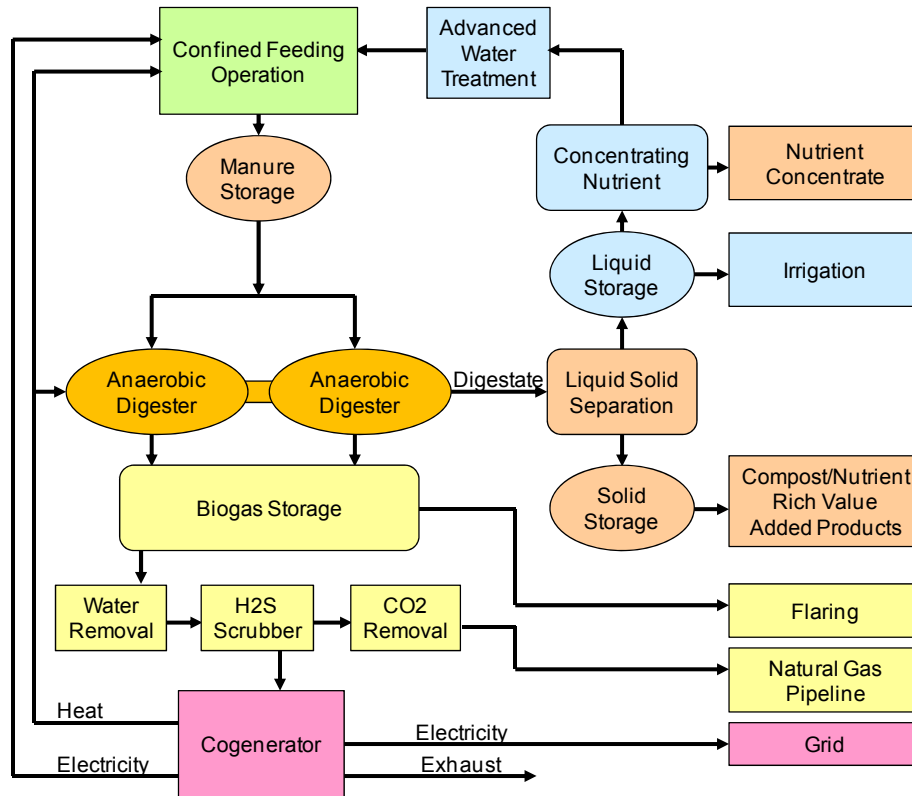 Confined Feeding
Operation
Advanced
Water
Treatment
Manure
Storage
Concentrating
Nutrient
Nutrient
Concentrate
Liquid
Storage
Irrigation
Anaerobic
Digester
Anaerobic
Digester
Digestate
Liquid Solid
Separation
Biogas Storage
Solid
Storage
Compost/Nutrient
Rich Value
Added Products
Water
Removal
H2S
Scrubber
CO2
Removal
Flaring
Natural Gas
Pipeline
Heat
Cogenerator
Electricity
Grid
Electricity
Exhaust